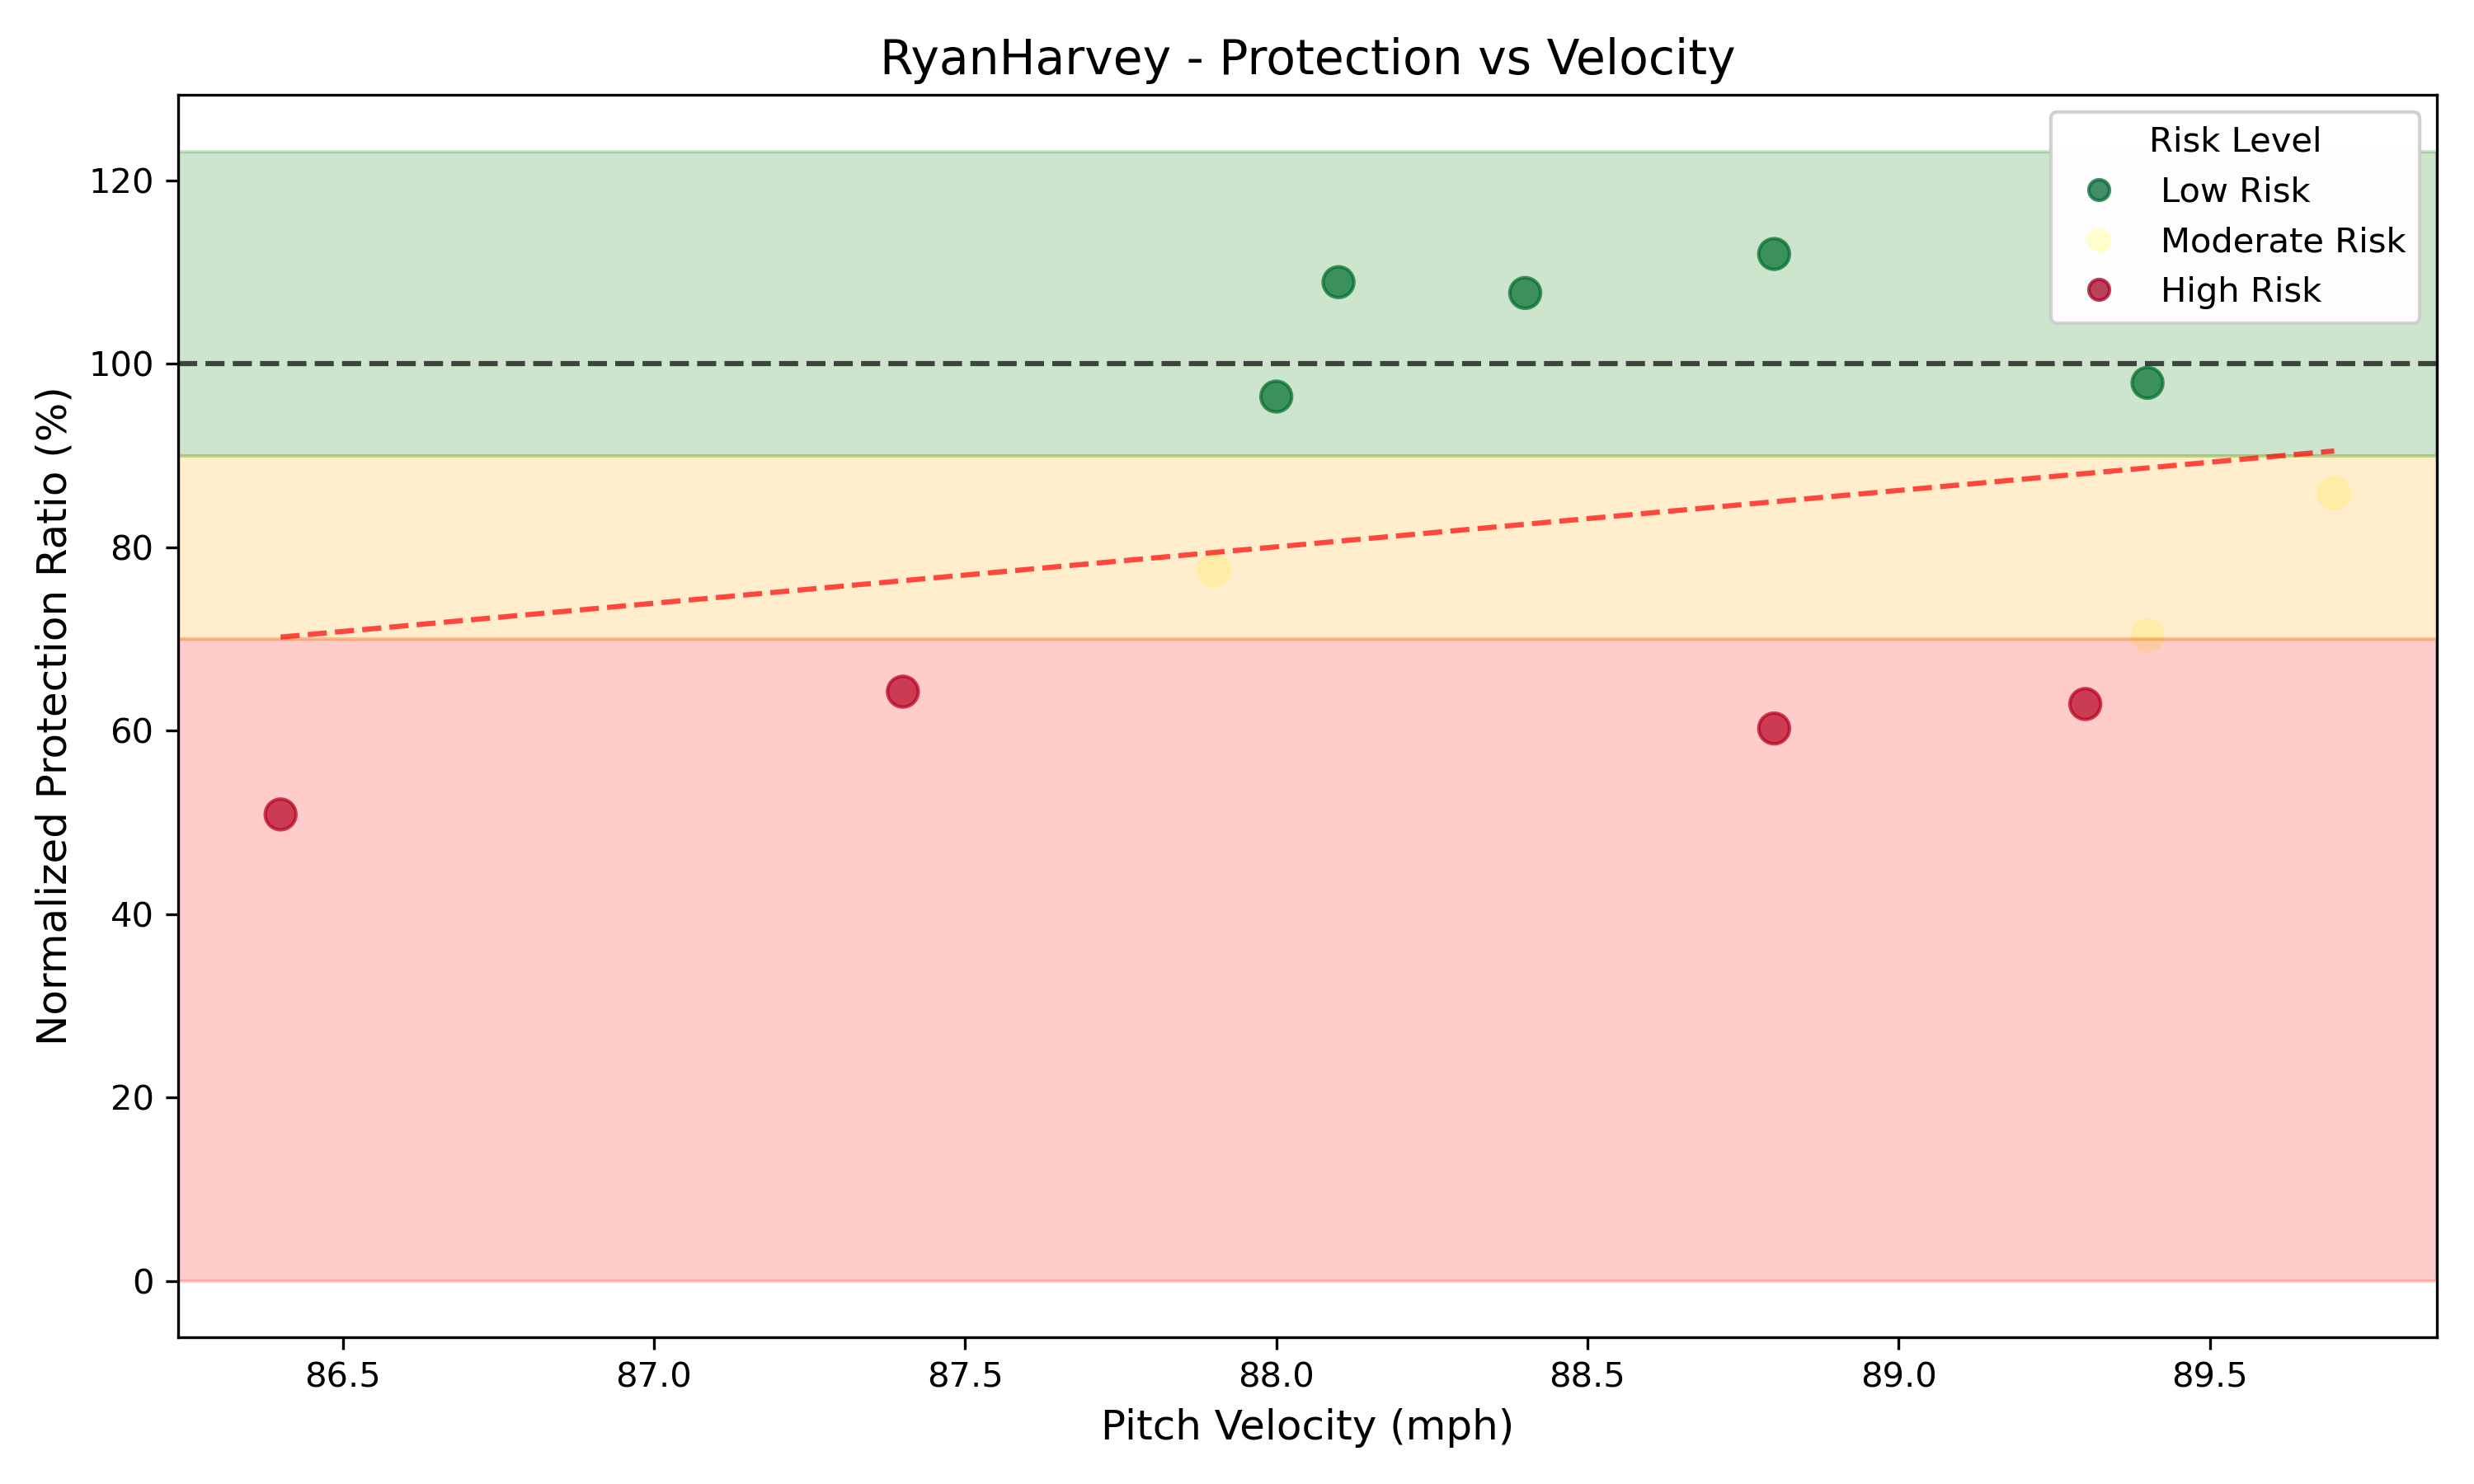 RyanHarvey - Protection vs Velocity
Risk Level
Low Risk
Moderate Risk
High Risk
Normalized Protection Ratio (%)
120
100
80
60
40
20
0
86.5 87.0 87.5 88.0 88.5 89.0 89.5
Pitch Velocity (mph)